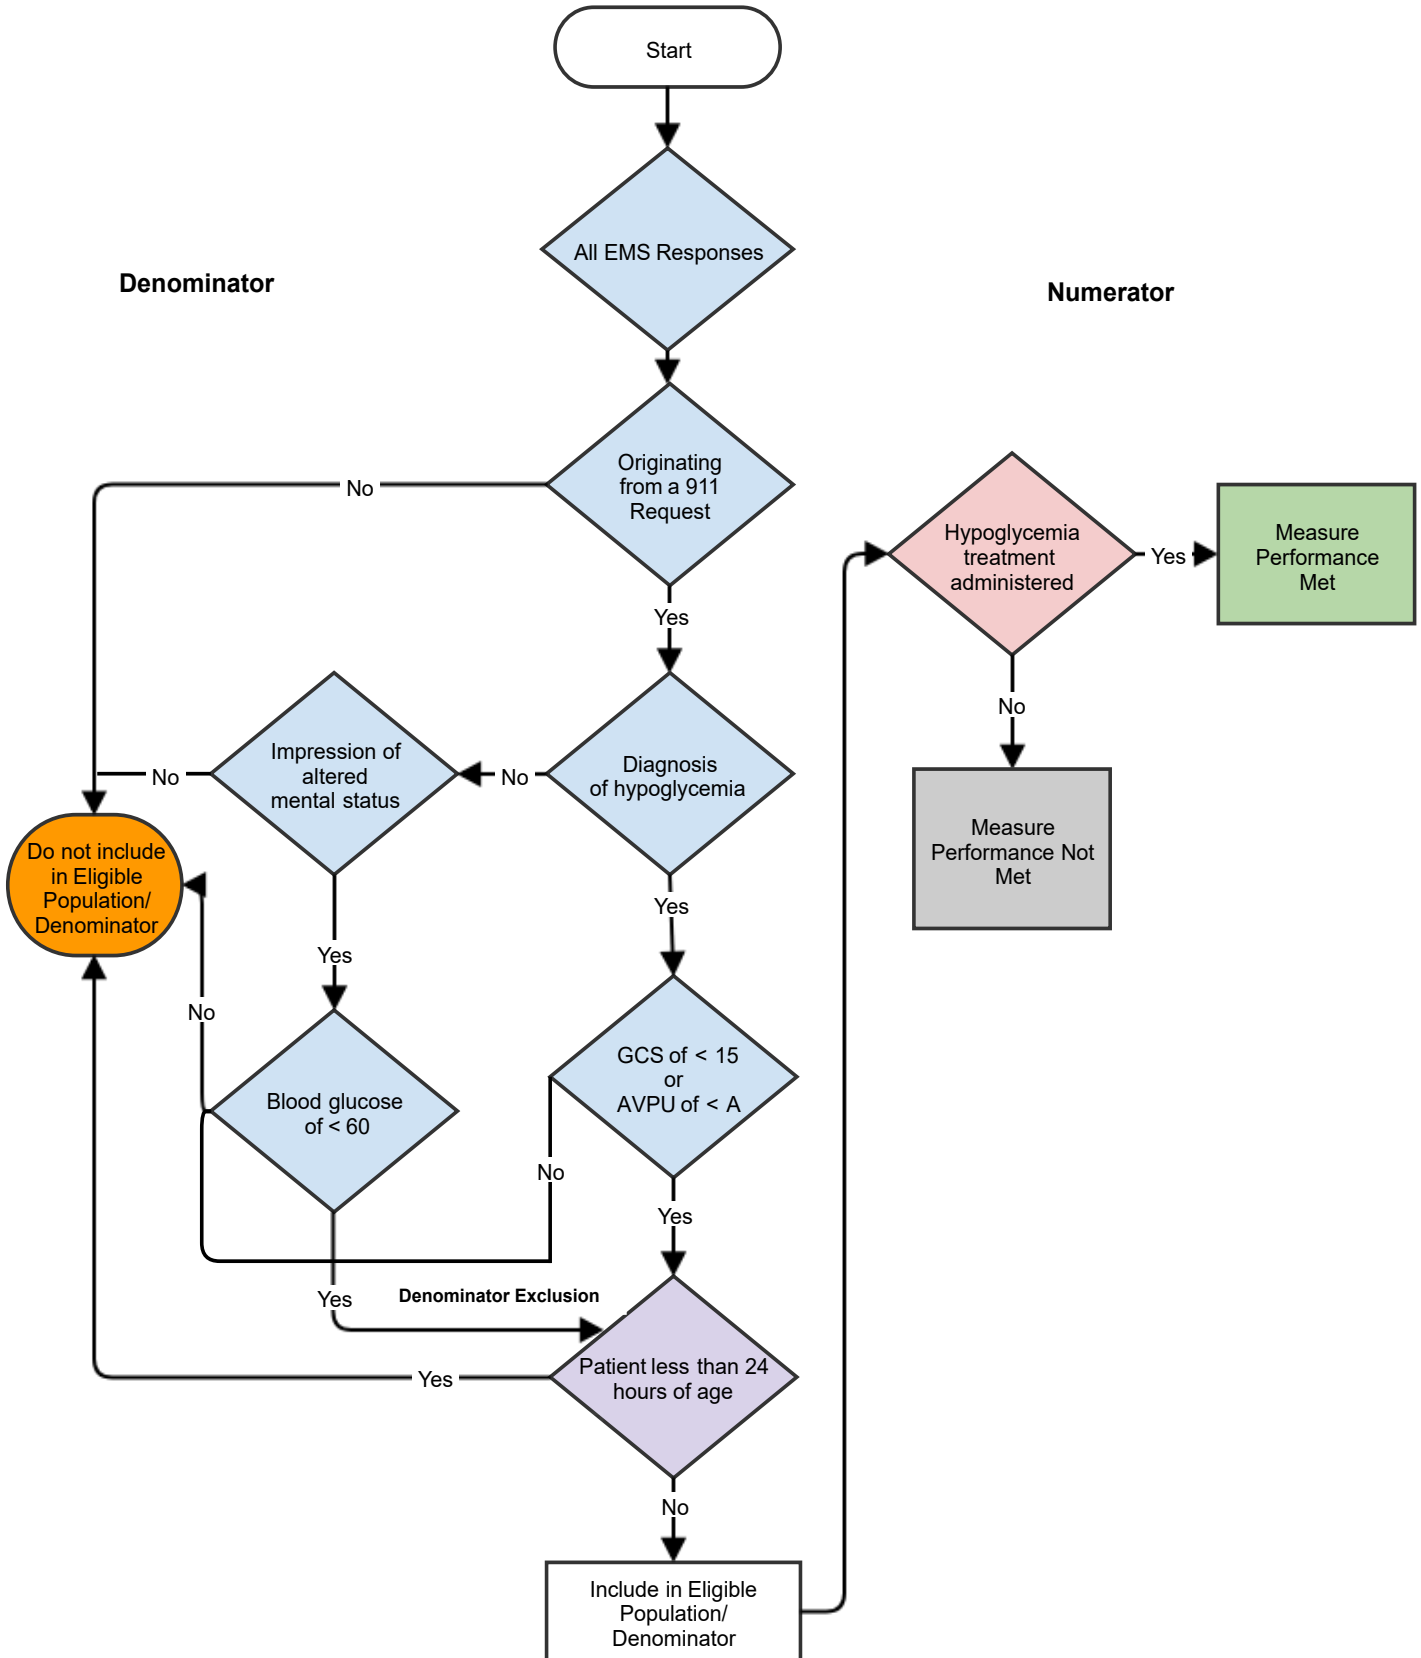 Start
All EMS Responses
Denominator
Numerator
Originating
from a 911
Request
No
Yes
Hypoglycemia
treatment
administered
Yes
Measure
Performance
Met
No
Measure
Performance Not
Met
Diagnosis
of hypoglycemia
No
Impression of
altered
mental status
No
Do not include
in Eligible
Population/
Denominator
Yes
Yes
Blood glucose
of < 60
No
GCS of < 15
or
AVPU of < A
No
Yes
Yes
Denominator Exclusion
Patient less than 24
hours of age
Yes
No
Include in Eligible
Population/
Denominator